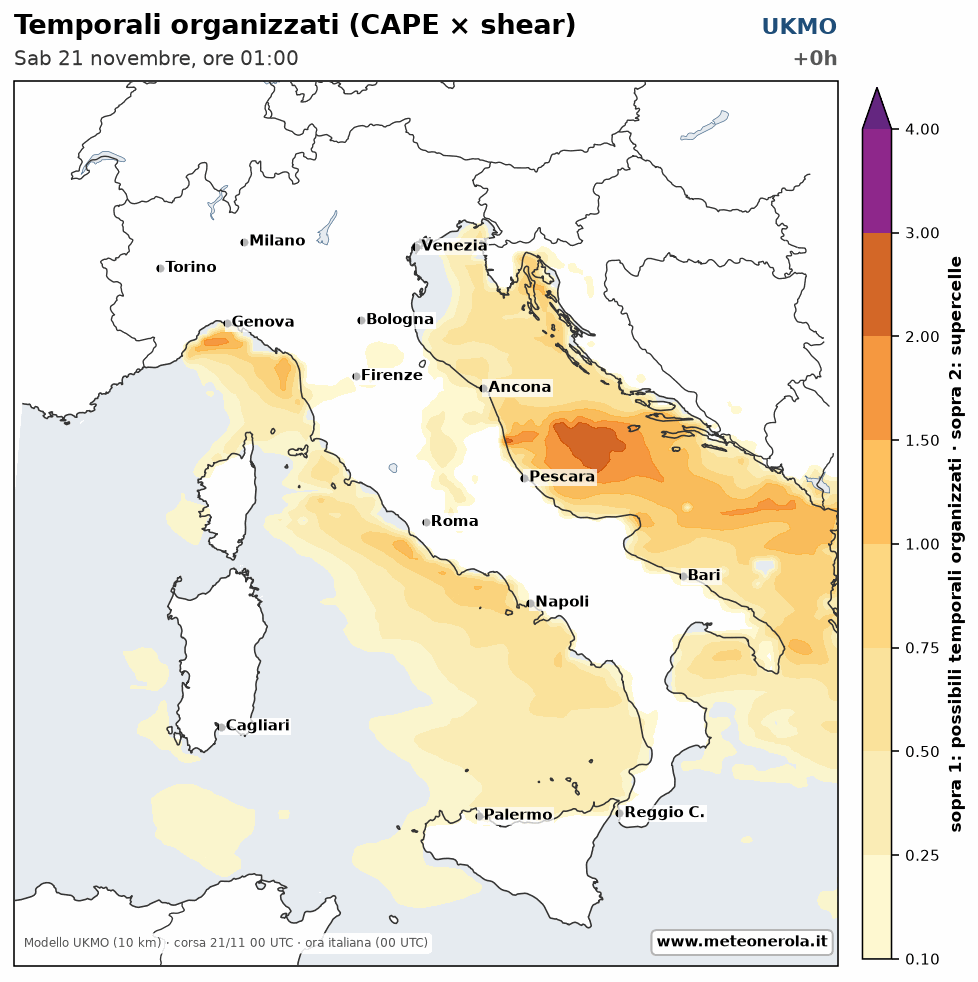 Temporali organizzati (CAPE × shear)
UKMO
Sab 21 novembre, ore 01:00
+0h
4.00
3.00
2.00
1.50
1.00
0.75
0.50
0.25
0.10
sopra 1: possibili temporali organizzati · sopra 2: supercelle
Milano
Venezia
Torino
Genova
Bologna
Firenze
Ancona
Pescara
Roma
Bari
Napoli
Cagliari
Palermo
Reggio C.
Modello UKMO (10 km) · corsa 21/11 00 UTC · ora italiana (00 UTC)
www.meteonerola.it